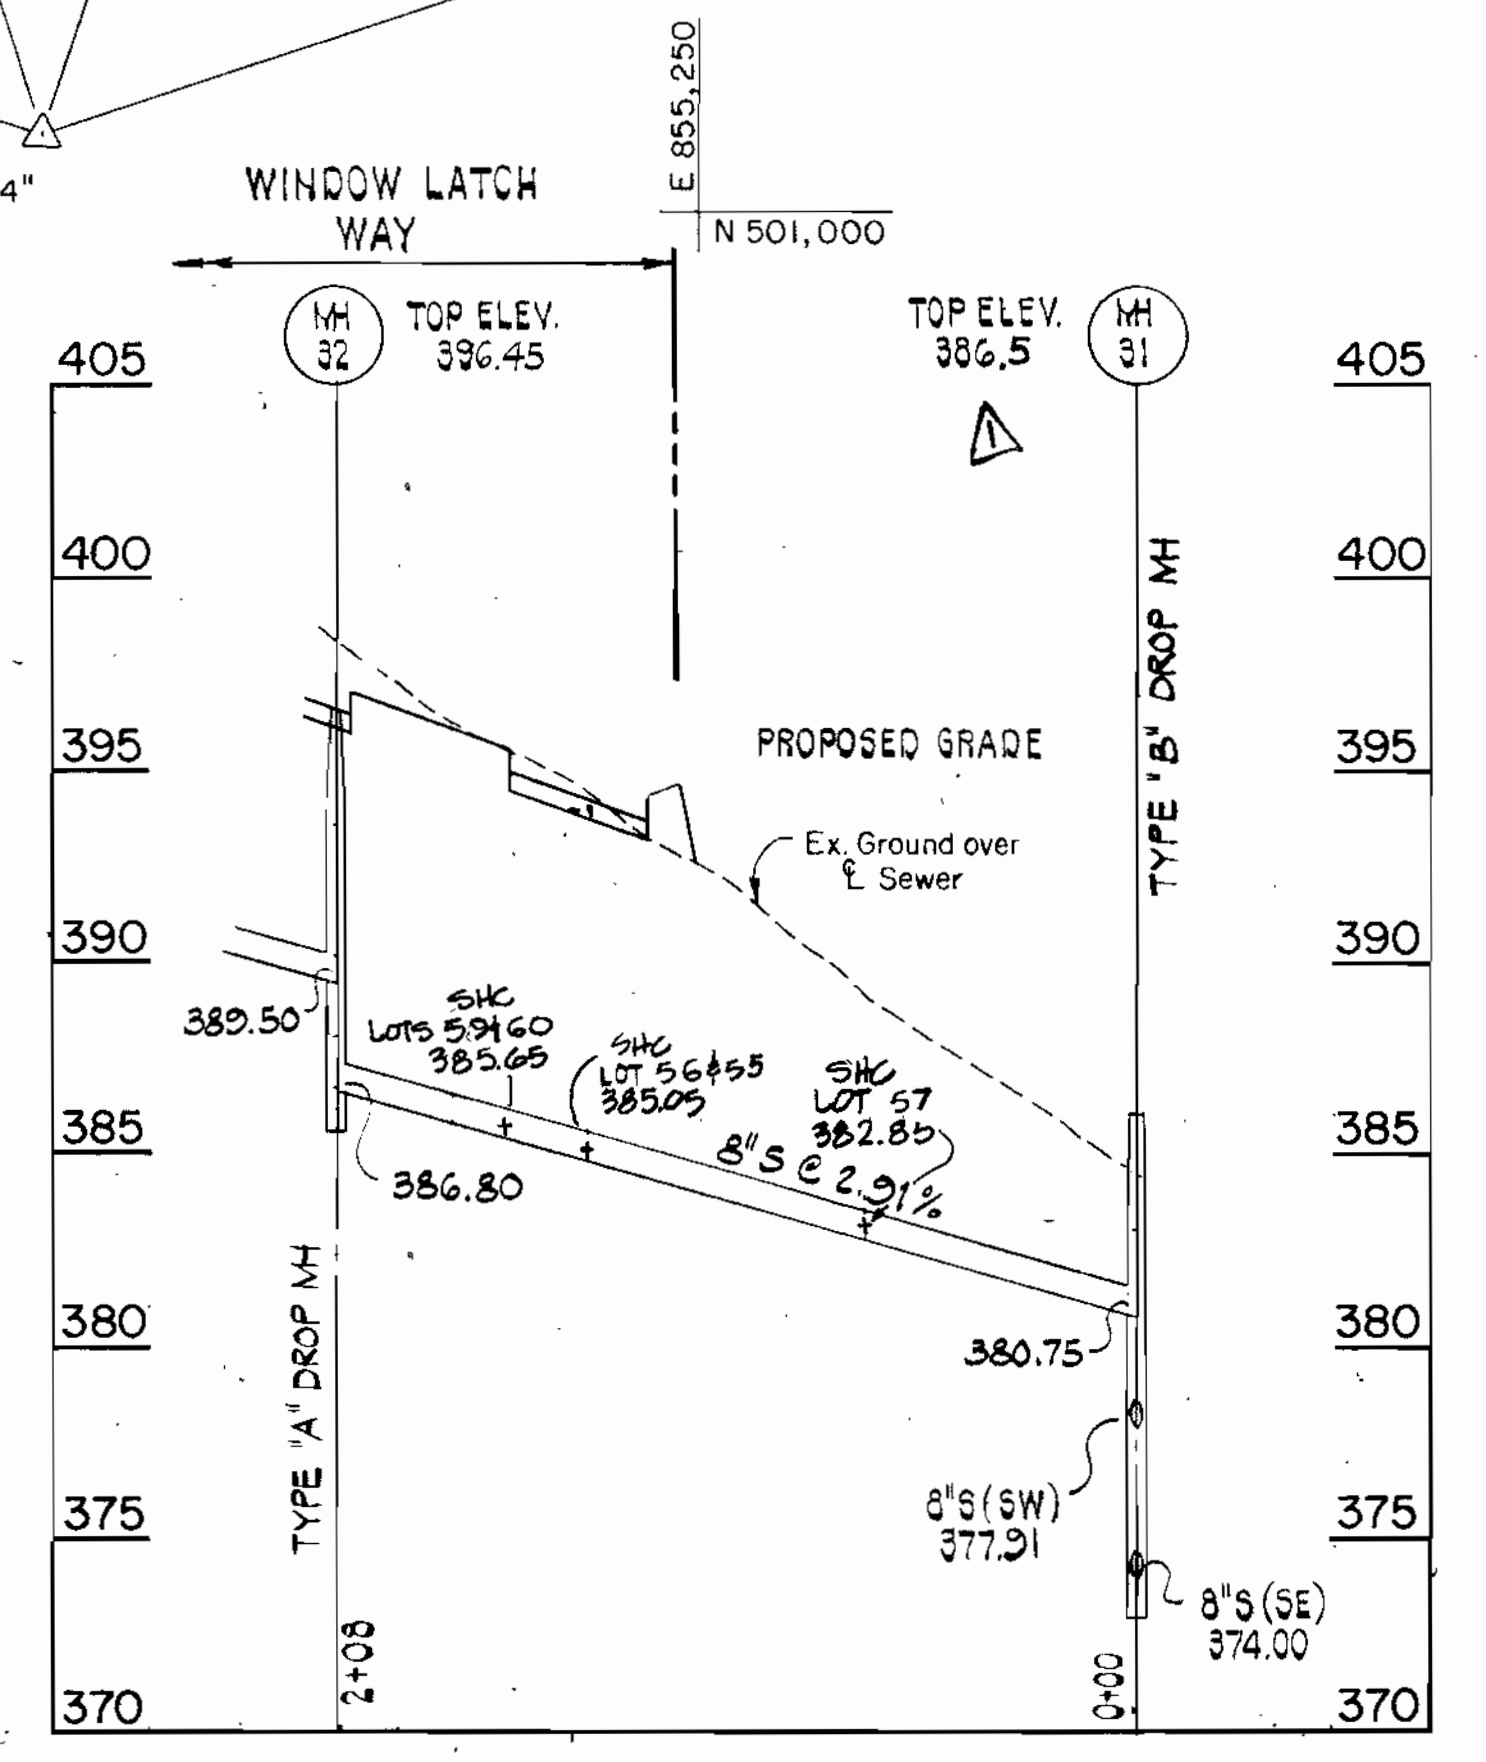 4"
E 855,250
N 501,000
WINDOW LATCH
WAY
MH
32
TOP ELEV.
396.45
TOP ELEV.
386.5
MH
31
1
405
400
395
390
385
380
375
370
405
400
395
390
385
380
375
370
TYPE "B" DROP MH
PROPOSED GRADE
Ex. Ground over
℄ Sewer
389.50
SHC
LOTS 59&60
385.65
SHC
LOT 56&55
385.05
SHC
LOT 57
382.85
8"S @ 2.91%
386.80
380.75
TYPE "A" DROP MH
8"S (SW)
377.91
8"S (SE)
374.00
2+08
0+00